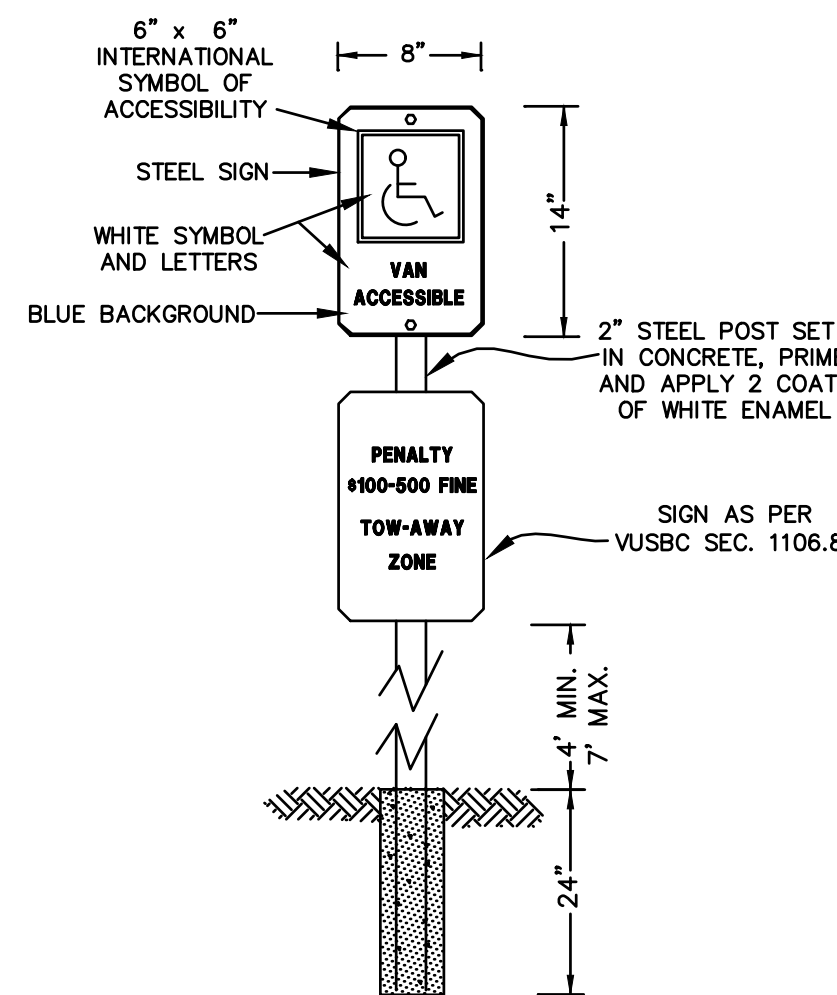 6" x 6"
INTERNATIONAL
SYMBOL OF
ACCESSIBILITY
8"
STEEL SIGN
14"
WHITE SYMBOL
AND LETTERS
VAN
ACCESSIBLE
BLUE BACKGROUND
2" STEEL POST SET
IN CONCRETE, PRIME
AND APPLY 2 COAT
OF WHITE ENAMEL
PENALTY
$100-500 FINE
TOW-AWAY
ZONE
SIGN AS PER
VUSBC SEC. 1106.8
4' MIN.
7' MAX.
24"